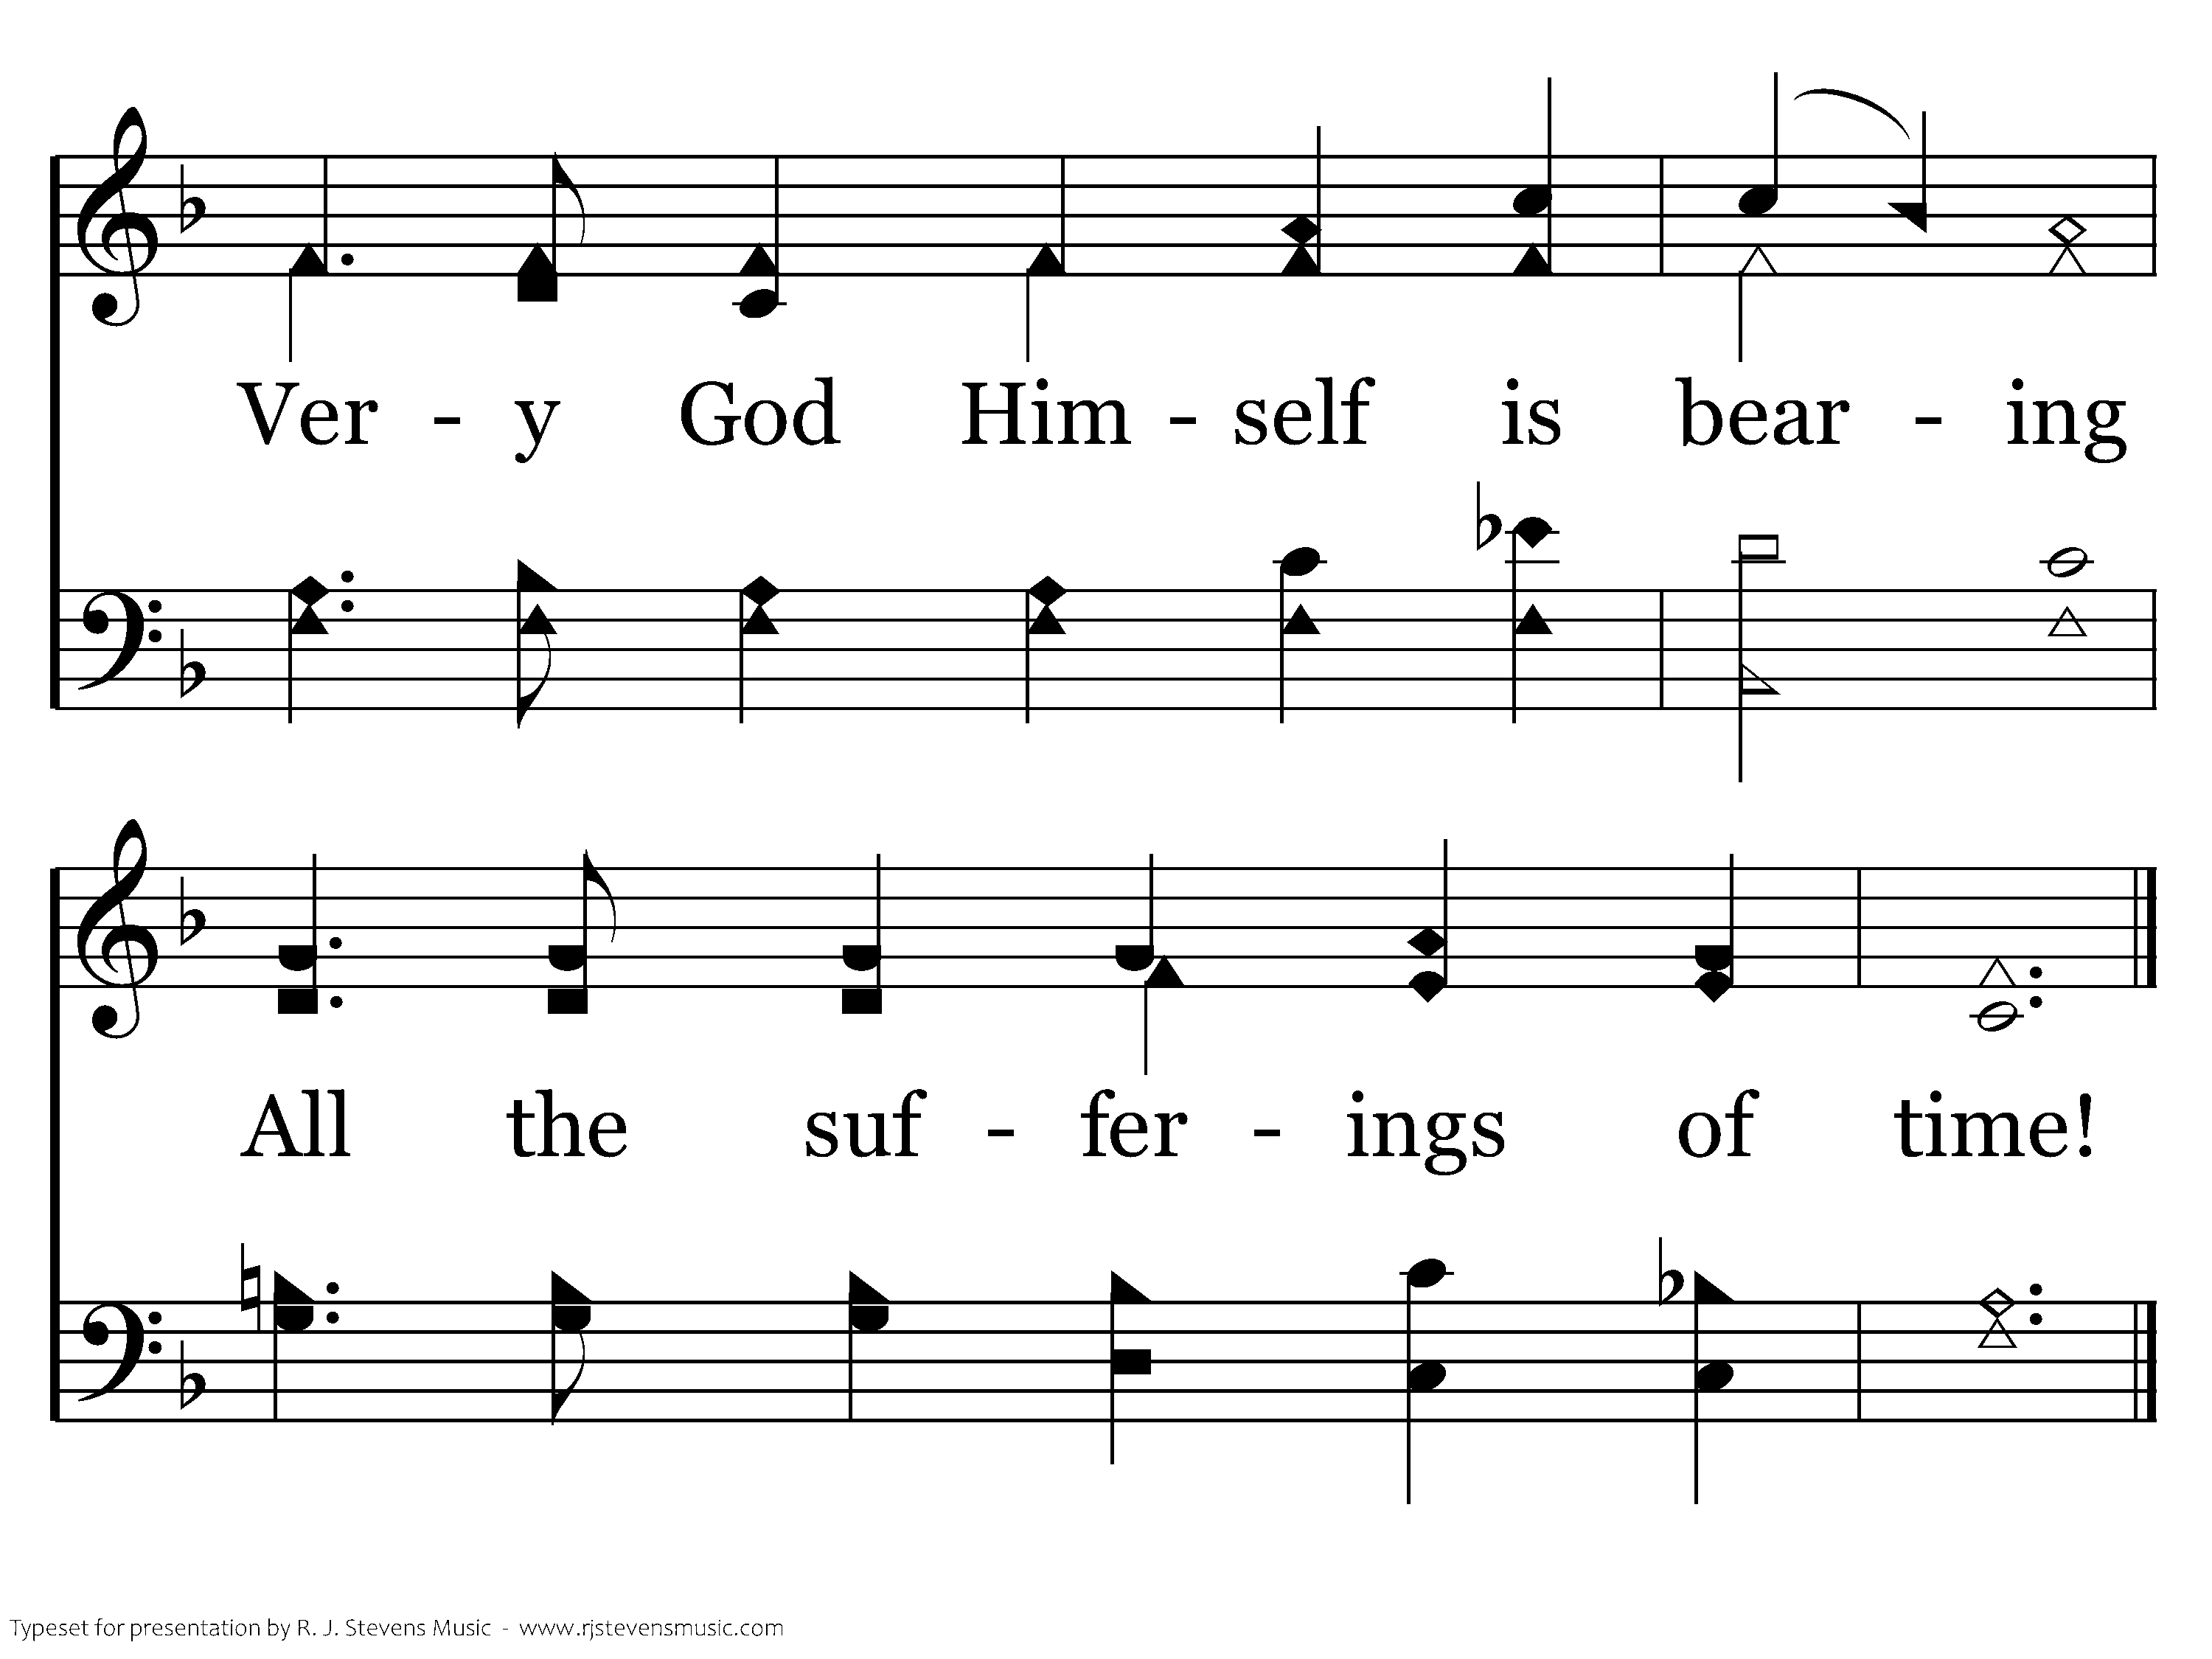 Ver - y God Him - self is bear - ing
All the suf - fer - ings of time!
Typeset for presentation by R. J. Stevens Music - www.rjstevensmusic.com